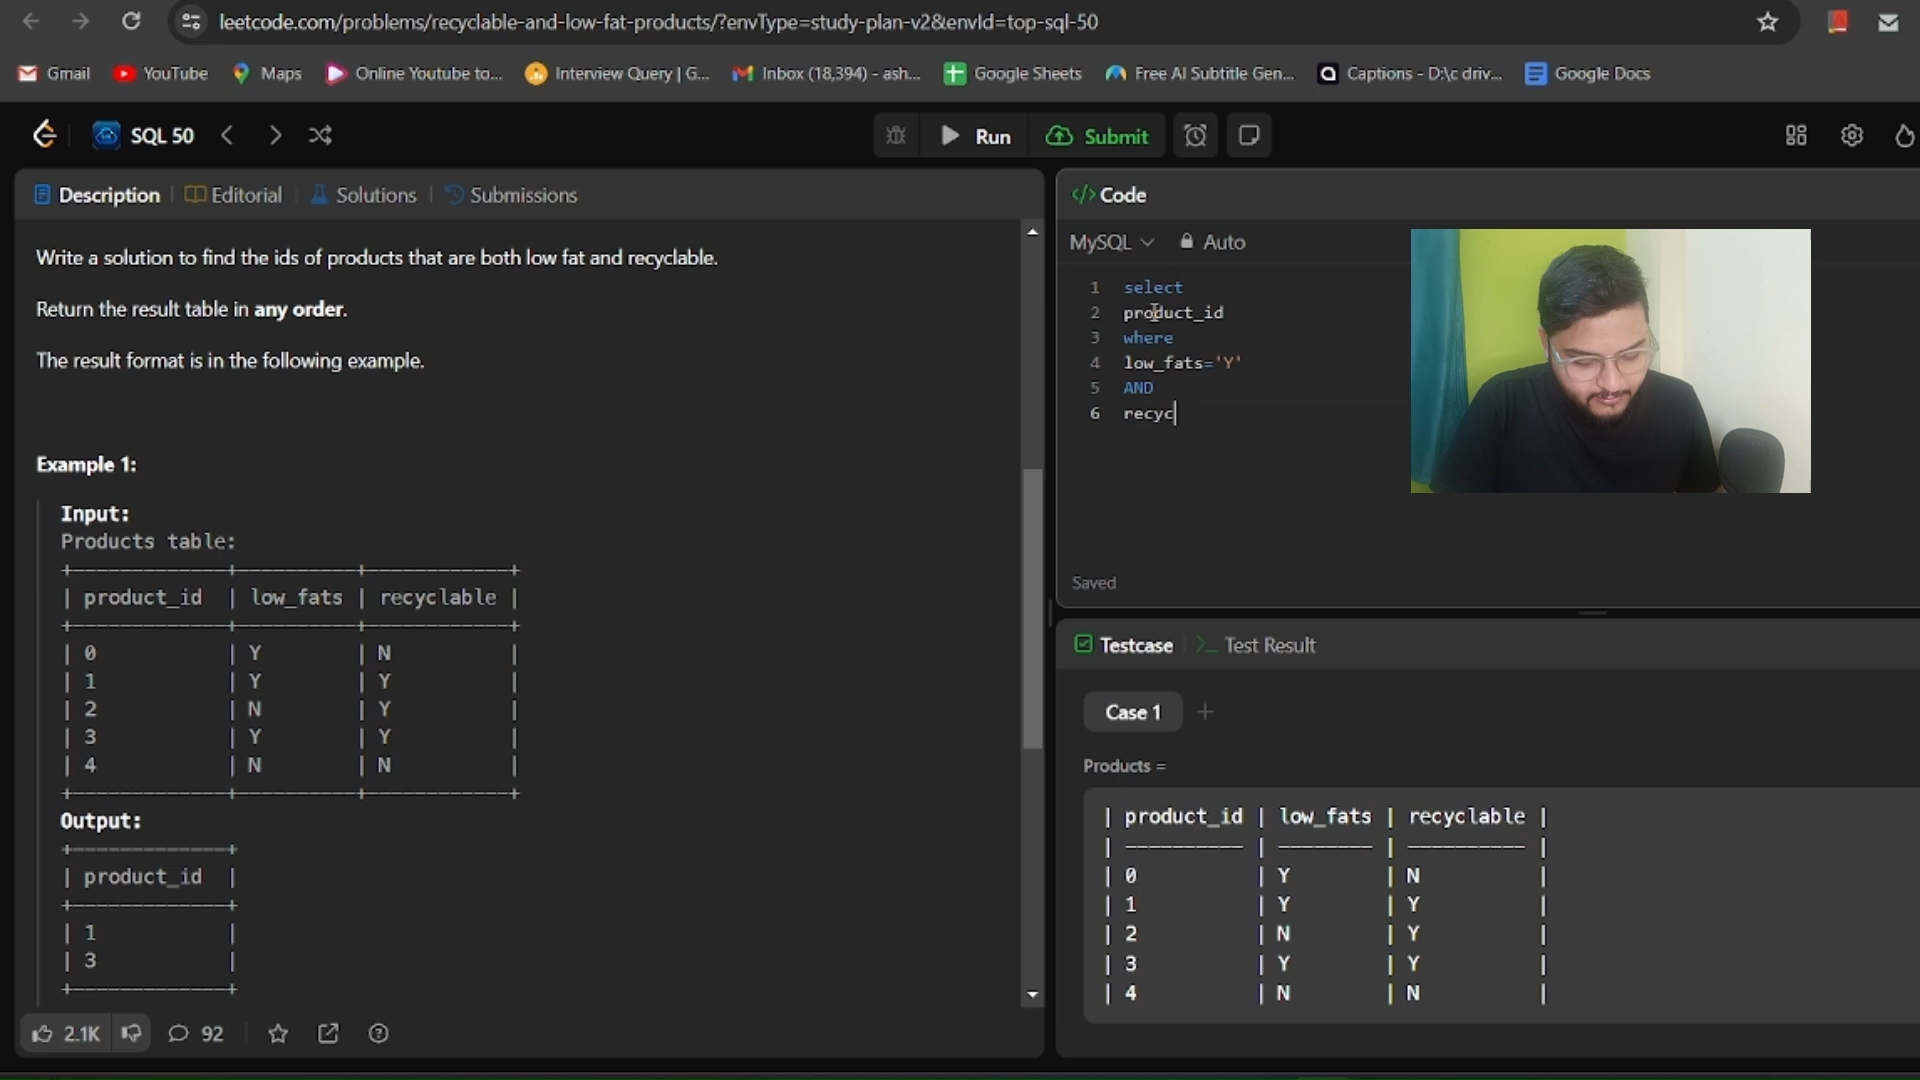 leetcode.com/problems/recyclable-and-low-fat-products/?envType=study-plan-v2&envId=top-sql-50
Gmail YouTube Maps Online Youtube to... Interview Query | G... Inbox (18,394) - ash... Google Sheets Free AI Subtitle Gen... Captions - D:\c driv... Google Docs
SQL 50 Run Submit
Description Editorial Solutions Submissions
Write a solution to find the ids of products that are both low fat and recyclable.
Return the result table in any order.
The result format is in the following example.
Example 1:
Input:
Products table:
+-------------+----------+------------+
| product_id | low_fats | recyclable |
+-------------+----------+------------+
| 0 | Y | N |
| 1 | Y | Y |
| 2 | N | Y |
| 3 | Y | Y |
| 4 | N | N |
+-------------+----------+------------+
Output:
+-------------+
| product_id |
+-------------+
| 1 |
| 3 |
+-------------+
2.1K 92
</> Code
MySQL Auto
1 select
2 product_id
3 where
4 low_fats='Y'
5 AND
6 recyc
Saved
Testcase >_ Test Result
Case 1 +
Products =
| product_id | low_fats | recyclable |
| ---------- | -------- | ---------- |
| 0 | Y | N |
| 1 | Y | Y |
| 2 | N | Y |
| 3 | Y | Y |
| 4 | N | N |